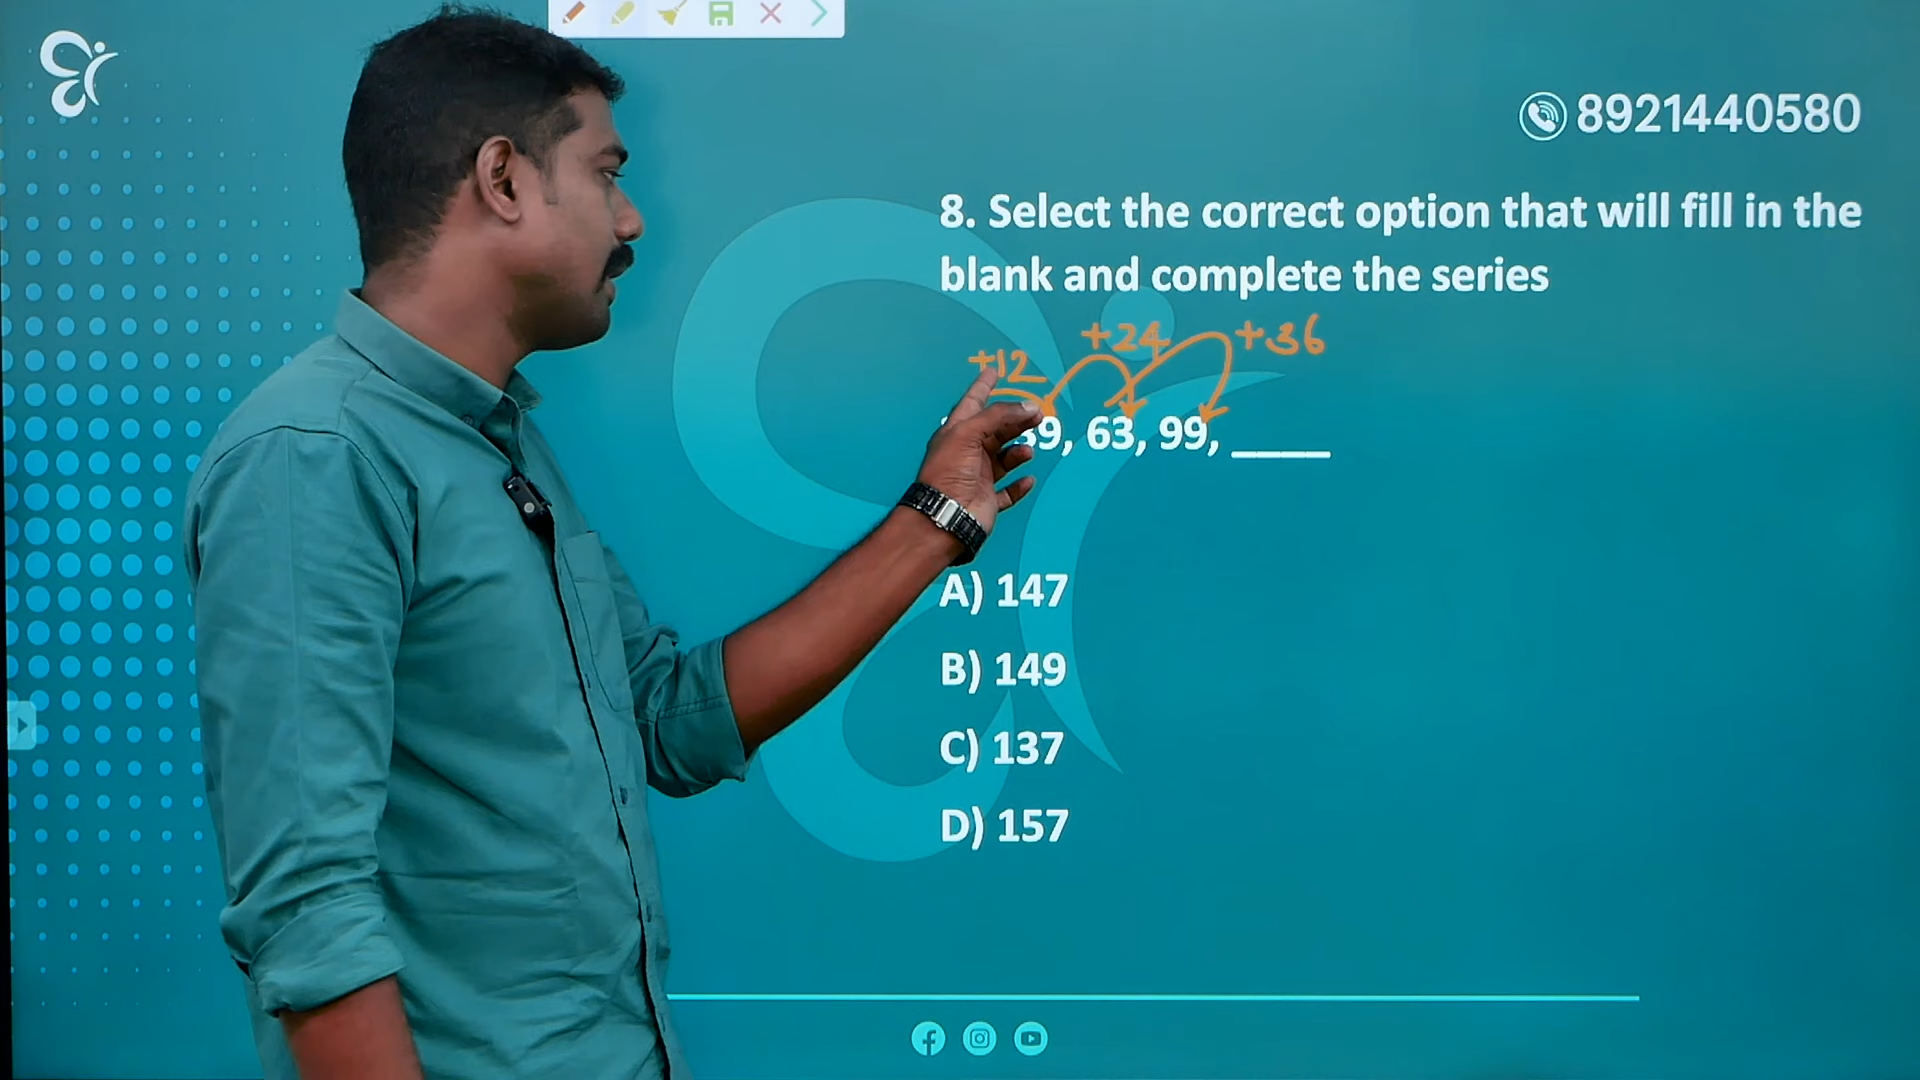 8921440580
8. Select the correct option that will fill in the
blank and complete the series
+12 +24 +36
39, 63, 99, ____
A) 147
B) 149
C) 137
D) 157